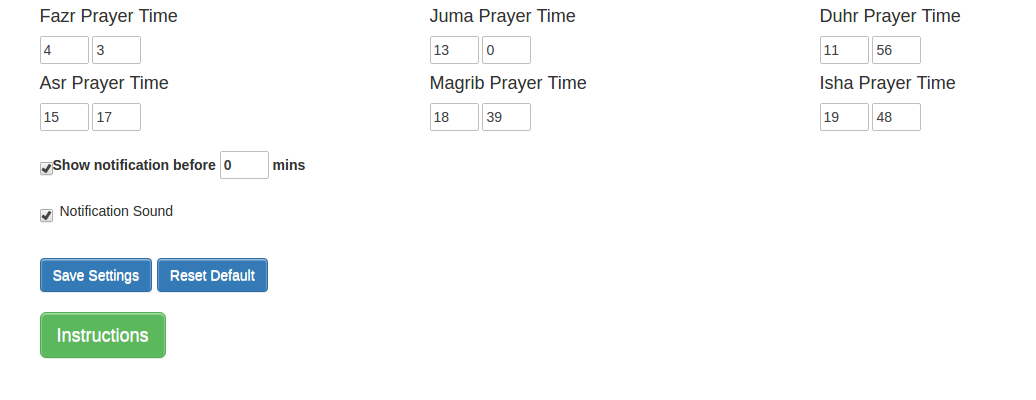 Fazr Prayer Time Juma Prayer Time Duhr Prayer Time
4 3 13 0 11 56
Asr Prayer Time Magrib Prayer Time Isha Prayer Time
15 17 18 39 19 48
Show notification before 0 mins
Notification Sound
Save Settings Reset Default
Instructions